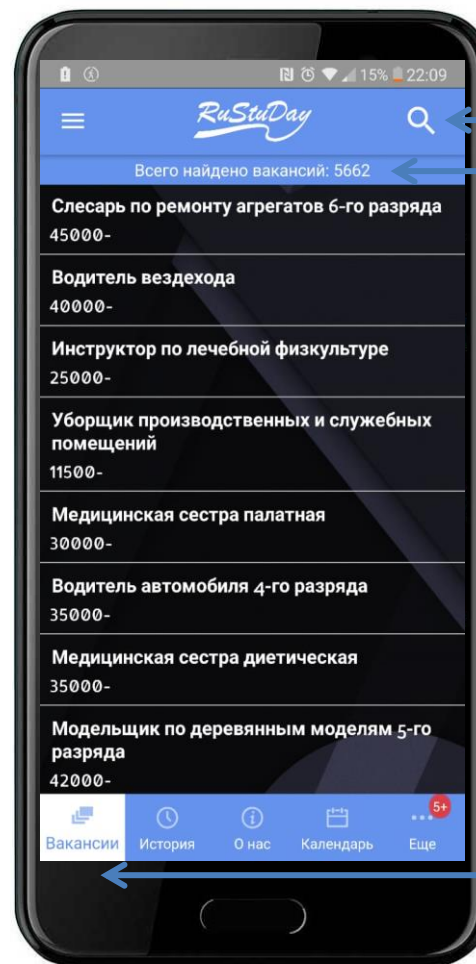 15% 22:09
RuStuDay
Всего найдено вакансий: 5662
Слесарь по ремонту агрегатов 6-го разряда
45000-
Водитель вездехода
40000-
Инструктор по лечебной физкультуре
25000-
Уборщик производственных и служебных
помещений
11500-
Медицинская сестра палатная
30000-
Водитель автомобиля 4-го разряда
35000-
Медицинская сестра диетическая
35000-
Модельщик по деревянным моделям 5-го
разряда
42000-
5+
Вакансии История О нас Календарь Еще